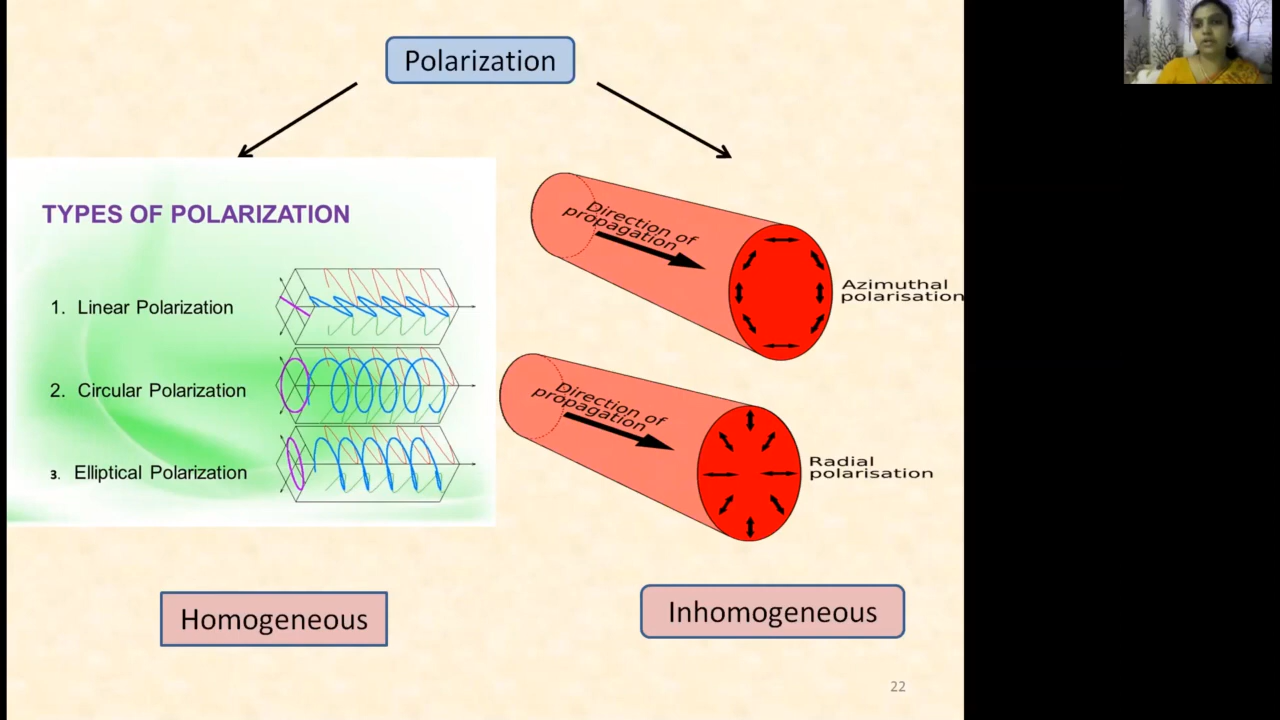 Polarization
TYPES OF POLARIZATION
1. Linear Polarization
2. Circular Polarization
3. Elliptical Polarization
Direction of
propagation
Azimuthal
polarisation
Direction of
propagation
Radial
polarisation
Homogeneous
Inhomogeneous
22